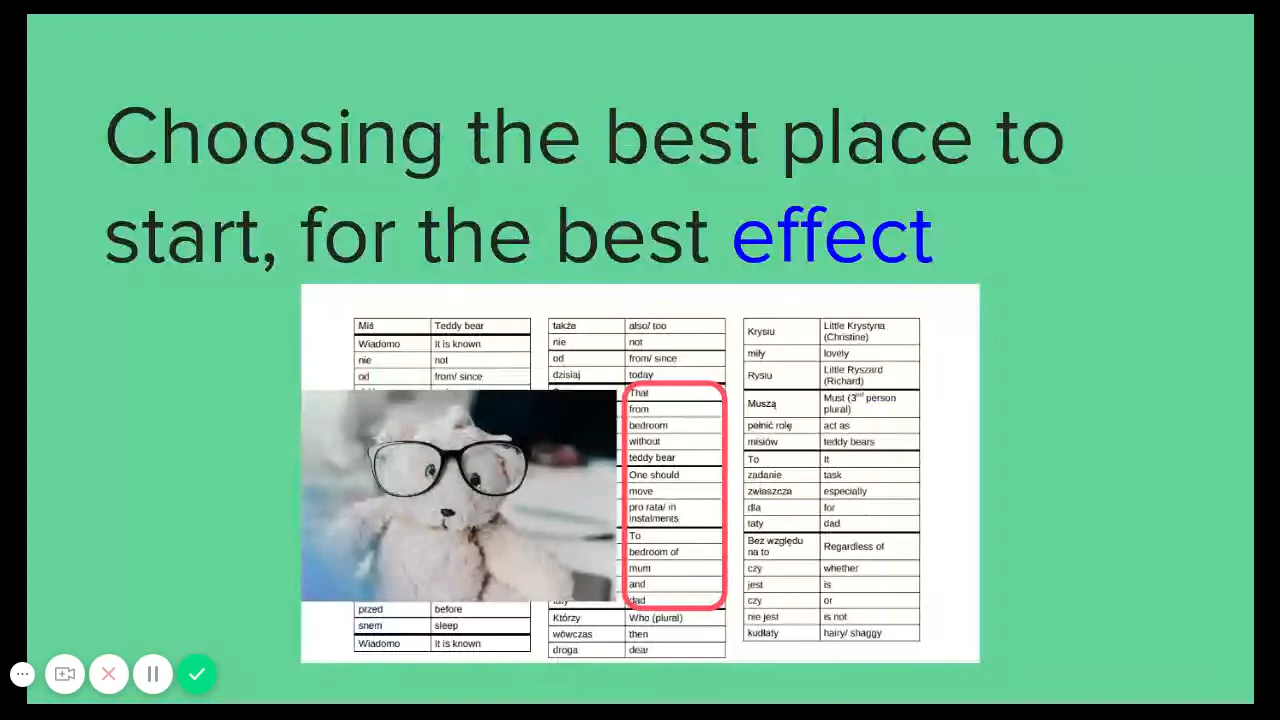 Choosing the best place to
start, for the best effect
Miś Teddy bear
Wiadomo It is known
nie not
od from/ since
przed before
snem sleep
Wiadomo It is known
także also/ too
nie not
od from/ since
dzisiaj today
That
from
bedroom
without
teddy bear
One should
move
pro rata/ in
instalments
To
bedroom of
mum
and
dad
Którzy Who (plural)
wówczas then
droga dear
Krysiu Little Krystyna
(Christine)
miły lovely
Rysiu Little Ryszard
(Richard)
Muszą Must (3rd person
plural)
pełnić rolę act as
misiów teddy bears
To It
zadanie task
zwłaszcza especially
dla for
taty dad
Bez względu
na to Regardless of
czy whether
jest is
czy or
nie jest is not
kudłaty hairy/ shaggy